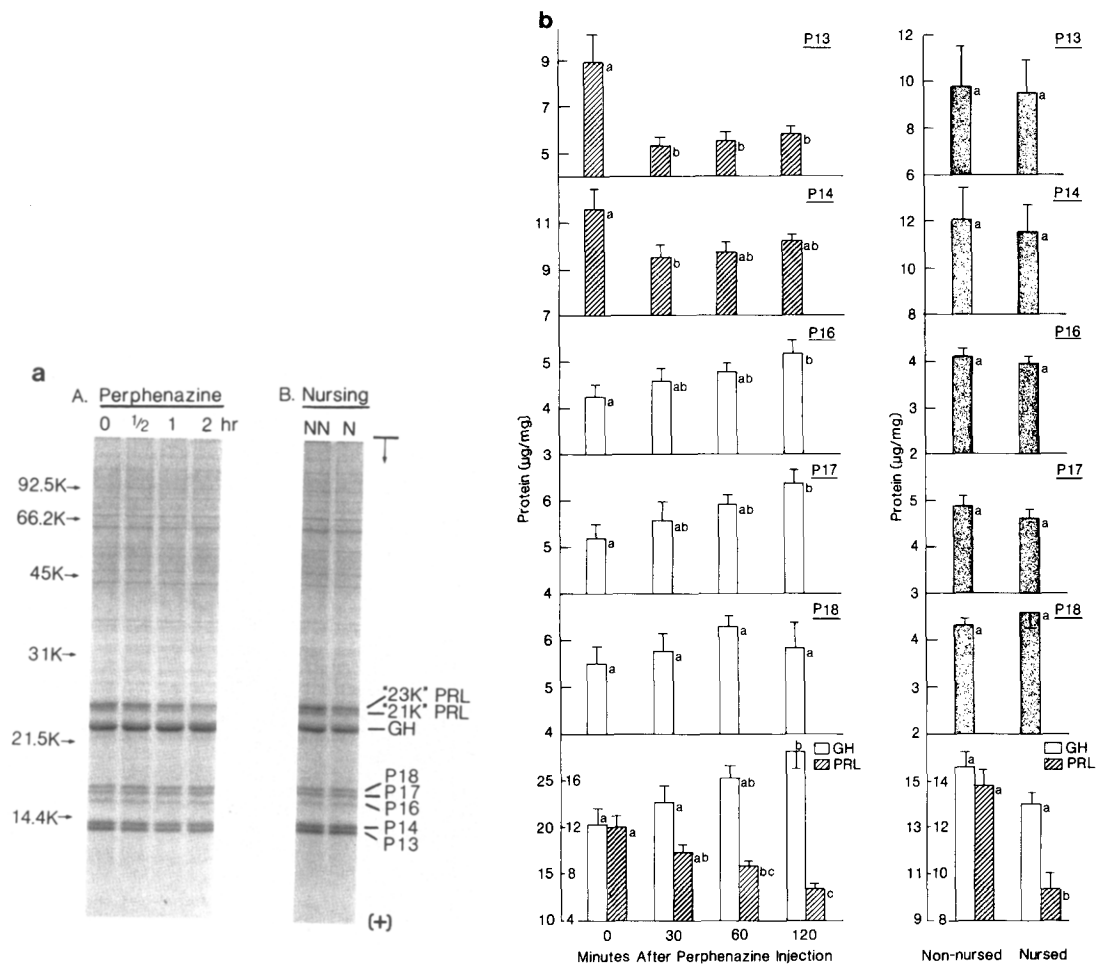 a
A. Perphenazine
0 ½ 1 2 hr
B. Nursing
NN N
92.5K→
66.2K→
45K→
31K→
21.5K→
14.4K→
"23K" PRL
"21K" PRL
GH
P18
P17
P16
P14
P13
(+)
b
Protein (µg/mg)
P13
9
7
5
a
b
b
b
P14
11
9
7
a
b
ab
ab
P16
5
4
3
a
ab
ab
b
P17
6
5
4
a
ab
ab
b
P18
6
5
4
a
a
a
a
GH
PRL
25 16
20 12
15 8
10 4
a
a
a
ab
ab
bc
b
c
0 30 60 120
Minutes After Perphenazine Injection
Protein (µg/mg)
P13
12
10
8
6
a
a
P14
12
10
8
a
a
P16
4
3
2
a
a
P17
5
4
3
a
a
P18
4
3
2
a
a
GH
PRL
15 14
13 12
11 10
9 8
a
a
a
b
Non-nursed Nursed